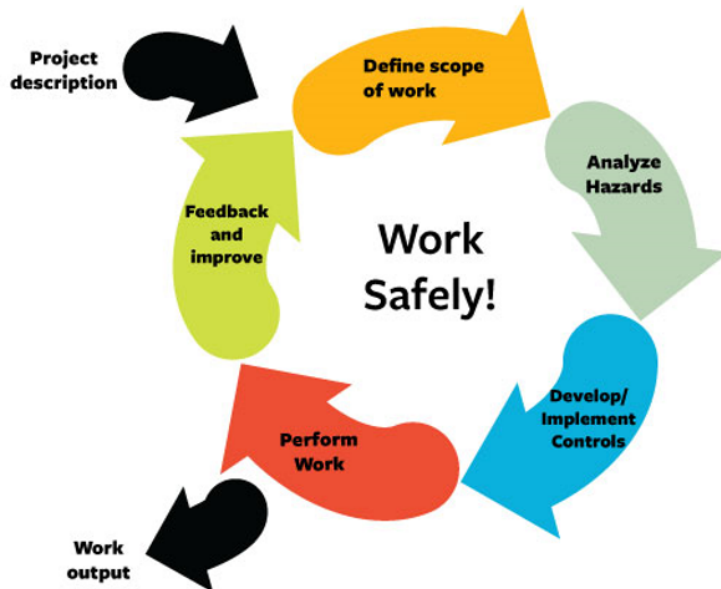 Project
description
Define scope
of work
Analyze
Hazards
Develop/
Implement
Controls
Perform
Work
Work
output
Feedback
and
improve
Work
Safely!